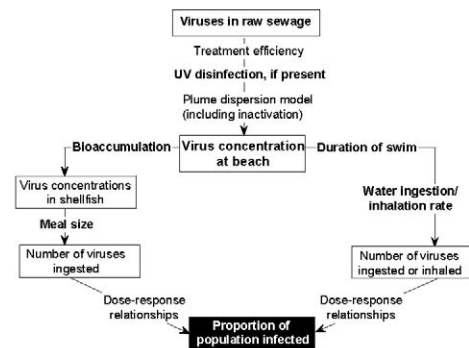 Viruses in raw sewage
Treatment efficiency
UV disinfection, if present
Plume dispersion model
(including inactivation)
Bioaccumulation
Virus concentration
at beach
Duration of swim
Virus concentrations
in shellfish
Water ingestion/
inhalation rate
Meal size
Number of viruses
ingested
Number of viruses
ingested or inhaled
Dose-response
relationships
Dose-response
relationships
Proportion of
population infected